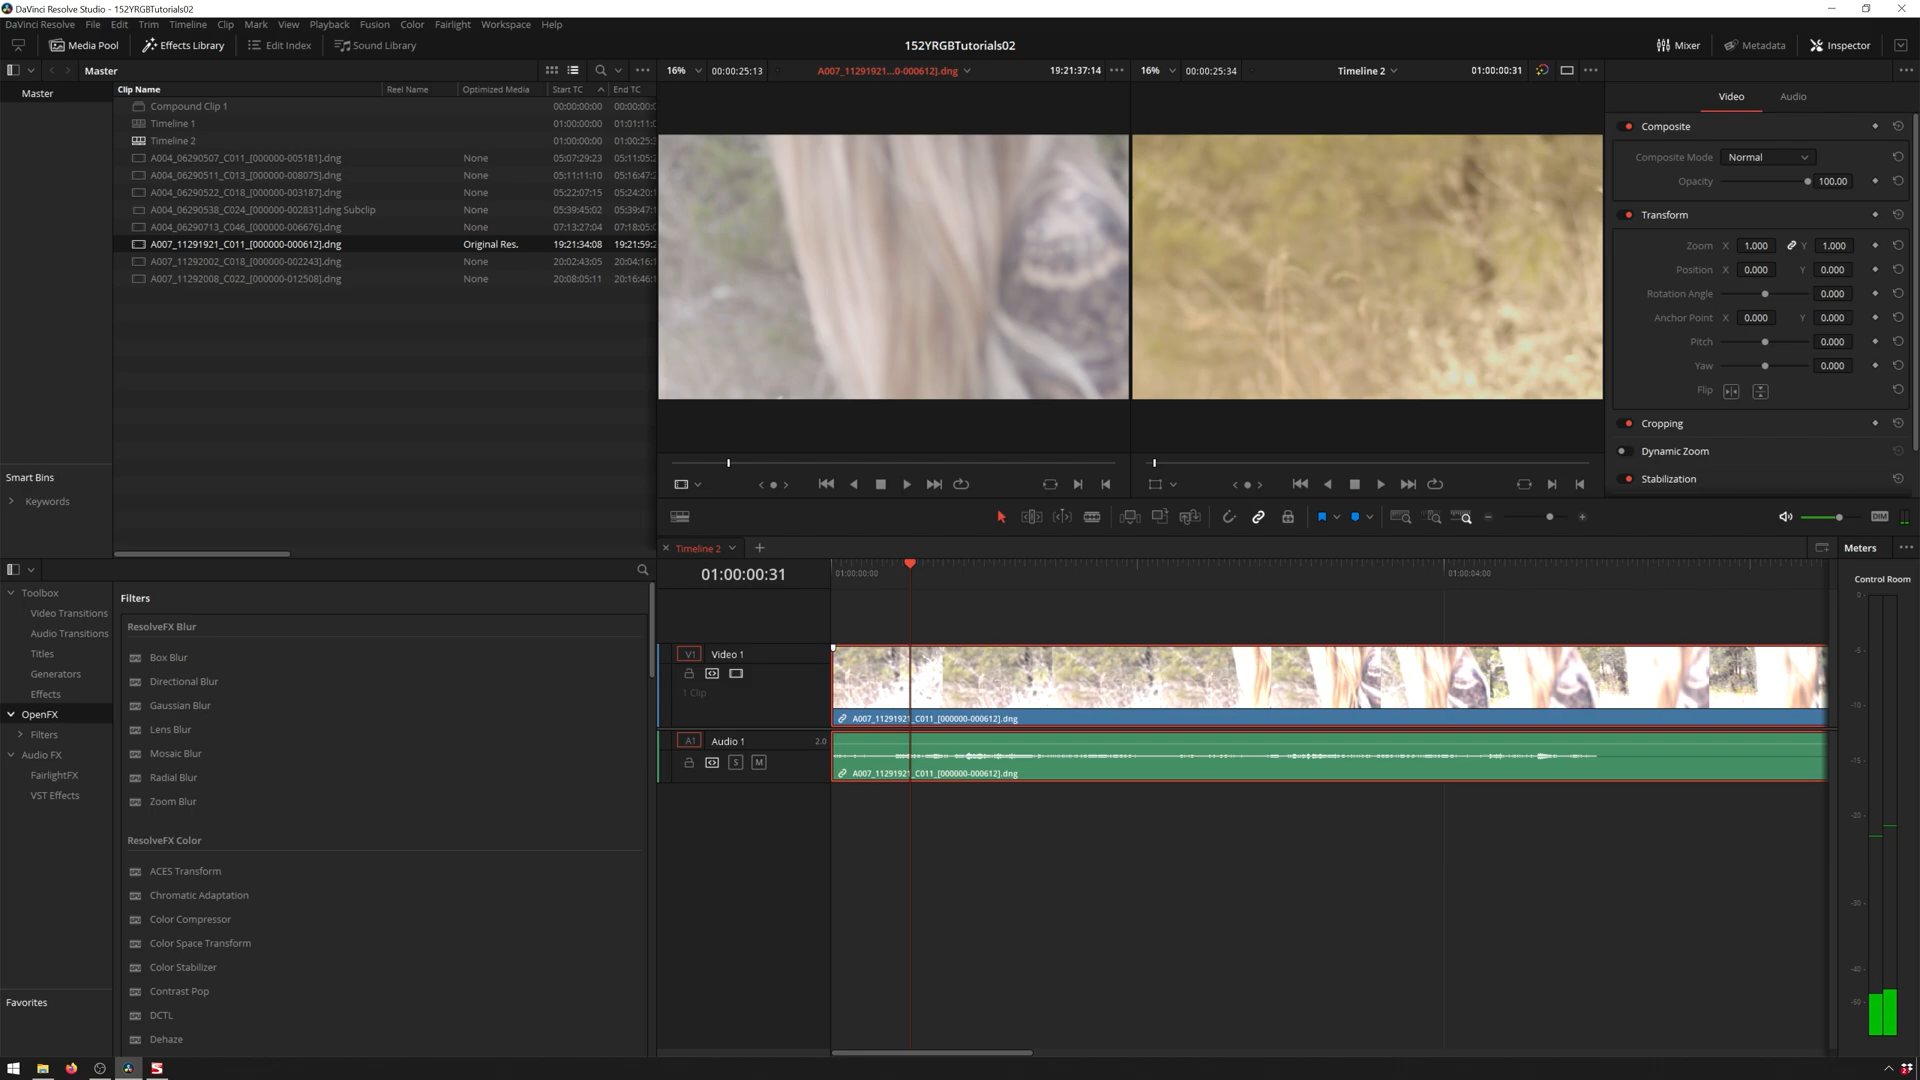 DaVinci Resolve Studio - 152YRGBTutorials02
DaVinci Resolve File Edit Trim Timeline Clip Mark View Playback Fusion Color Fairlight Workspace Help
Media Pool Effects Library Edit Index Sound Library 152YRGBTutorials02 Mixer Metadata Inspector
Master 16% 00:00:25:13 A007_11291921...0-000612].dng 19:21:37:14 16% 00:00:25:34 Timeline 2 01:00:00:31
Master
Clip Name Reel Name Optimized Media Start TC End TC
Compound Clip 1 00:00:00:00 00:00:00:0
Timeline 1 01:00:00:00 01:01:11:0
Timeline 2 01:00:00:00 01:00:25:3
A004_06290507_C011_[000000-005181].dng None 05:07:29:23 05:11:05:2
A004_06290511_C013_[000000-008075].dng None 05:11:11:10 05:16:47:2
A004_06290522_C018_[000000-003187].dng None 05:22:07:15 05:24:20:1
A004_06290538_C024_[000000-002831].dng Subclip None 05:39:45:02 05:39:47:1
A004_06290713_C046_[000000-006676].dng None 07:13:27:04 07:18:05:0
A007_11291921_C011_[000000-000612].dng Original Res. 19:21:34:08 19:21:59:2
A007_11292002_C018_[000000-002243].dng None 20:02:43:05 20:04:16:1
A007_11292008_C022_[000000-012508].dng None 20:08:05:11 20:16:46:1
Smart Bins
Keywords
Video Audio
Composite
Composite Mode Normal
Opacity 100.00
Transform
Zoom X 1.000 Y 1.000
Position X 0.000 Y 0.000
Rotation Angle 0.000
Anchor Point X 0.000 Y 0.000
Pitch 0.000
Yaw 0.000
Flip
Cropping
Dynamic Zoom
Stabilization
DIM
Timeline 2 Meters
01:00:00:31 01:00:00:00 01:00:04:00 Control Room
Toolbox
Video Transitions
Audio Transitions
Titles
Generators
Effects
OpenFX
Filters
Audio FX
FairlightFX
VST Effects
Favorites
Filters
ResolveFX Blur
Box Blur
Directional Blur
Gaussian Blur
Lens Blur
Mosaic Blur
Radial Blur
Zoom Blur
ResolveFX Color
ACES Transform
Chromatic Adaptation
Color Compressor
Color Space Transform
Color Stabilizer
Contrast Pop
DCTL
Dehaze
V1 Video 1
1 Clip
A007_11291921_C011_[000000-000612].dng
A1 Audio 1 2.0
S M
A007_11291921_C011_[000000-000612].dng
0
-5
-10
-15
-20
-30
-40
-50